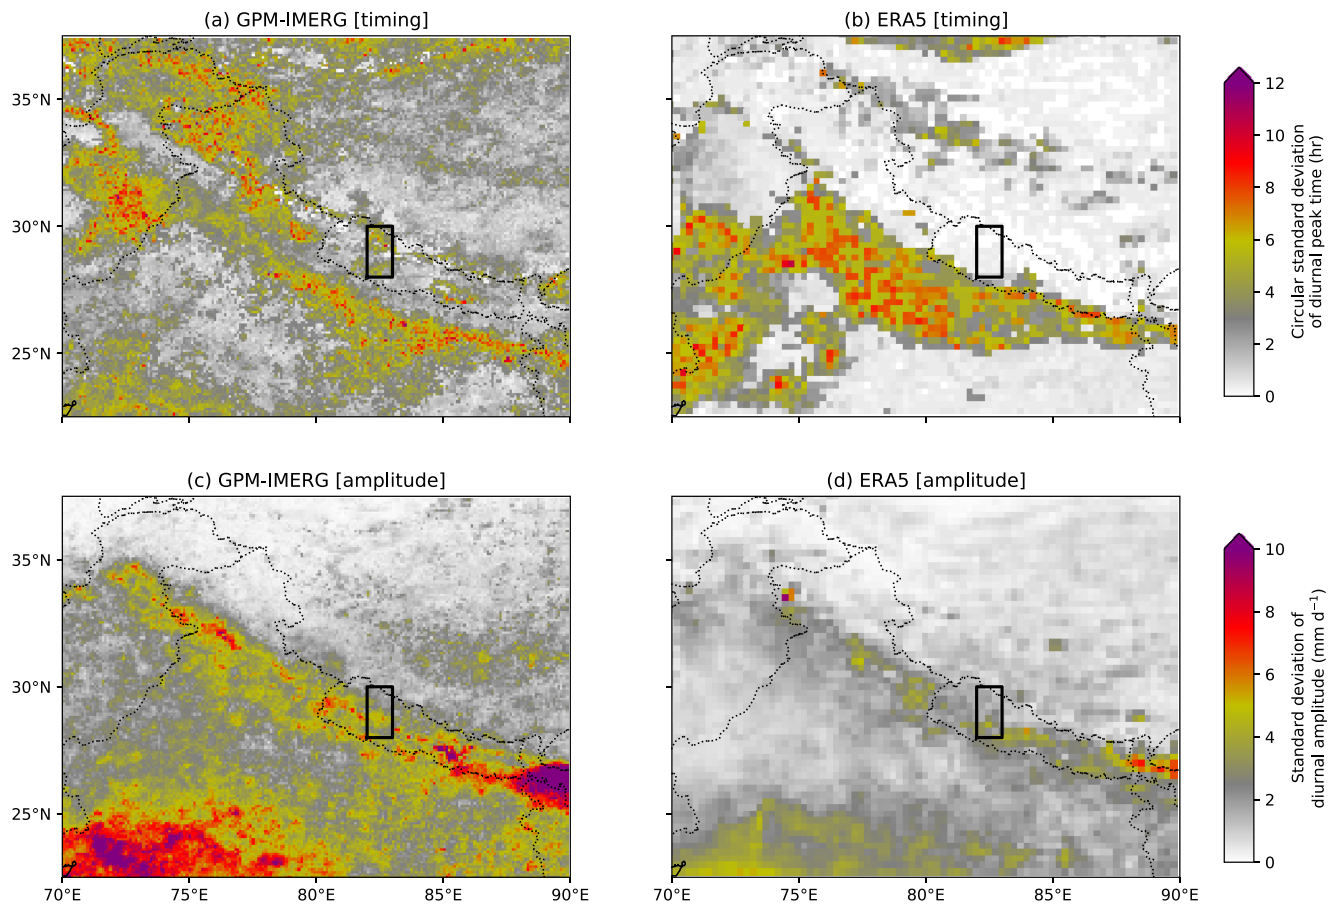 (a) GPM-IMERG [timing]
(b) ERA5 [timing]
35°N
30°N
25°N
12
10
8
6
4
2
0
Circular standard deviation
of diurnal peak time (hr)
(c) GPM-IMERG [amplitude]
(d) ERA5 [amplitude]
35°N
30°N
25°N
70°E
75°E
80°E
85°E
90°E
70°E
75°E
80°E
85°E
90°E
10
8
6
4
2
0
Standard deviation of
diurnal amplitude (mm d⁻¹)